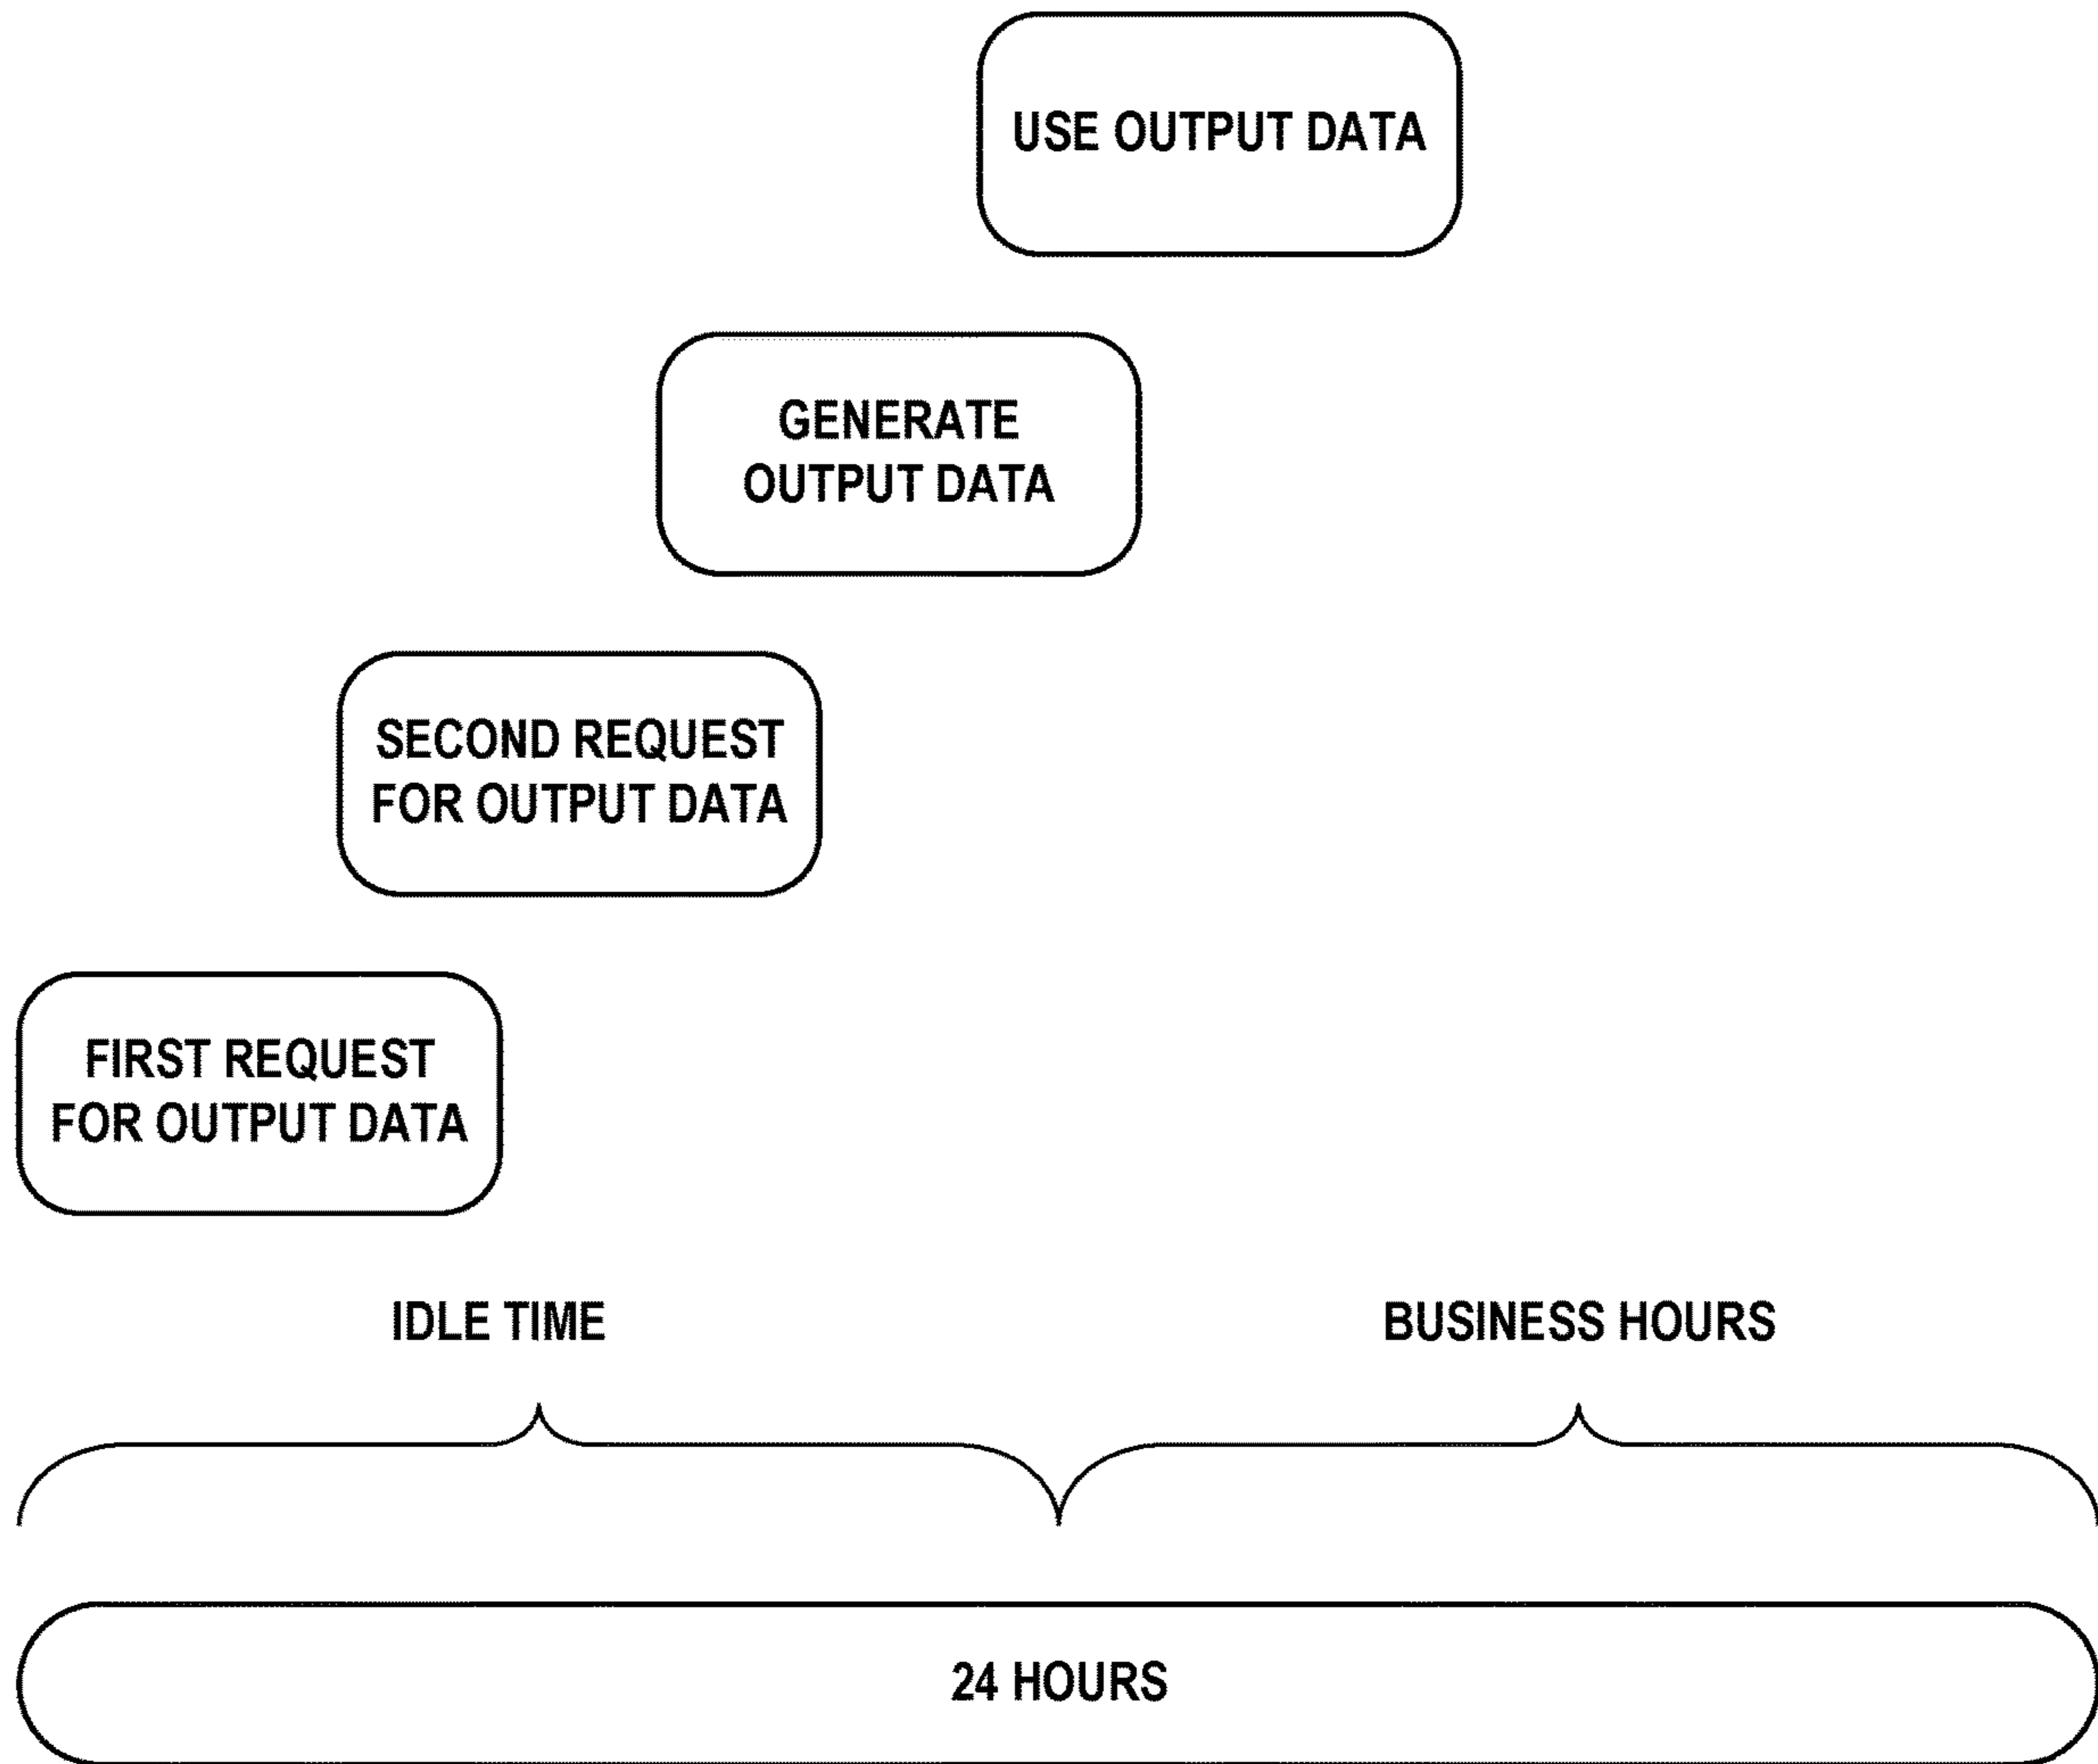 USE OUTPUT DATA
GENERATE
OUTPUT DATA
SECOND REQUEST
FOR OUTPUT DATA
FIRST REQUEST
FOR OUTPUT DATA
IDLE TIME
BUSINESS HOURS
24 HOURS